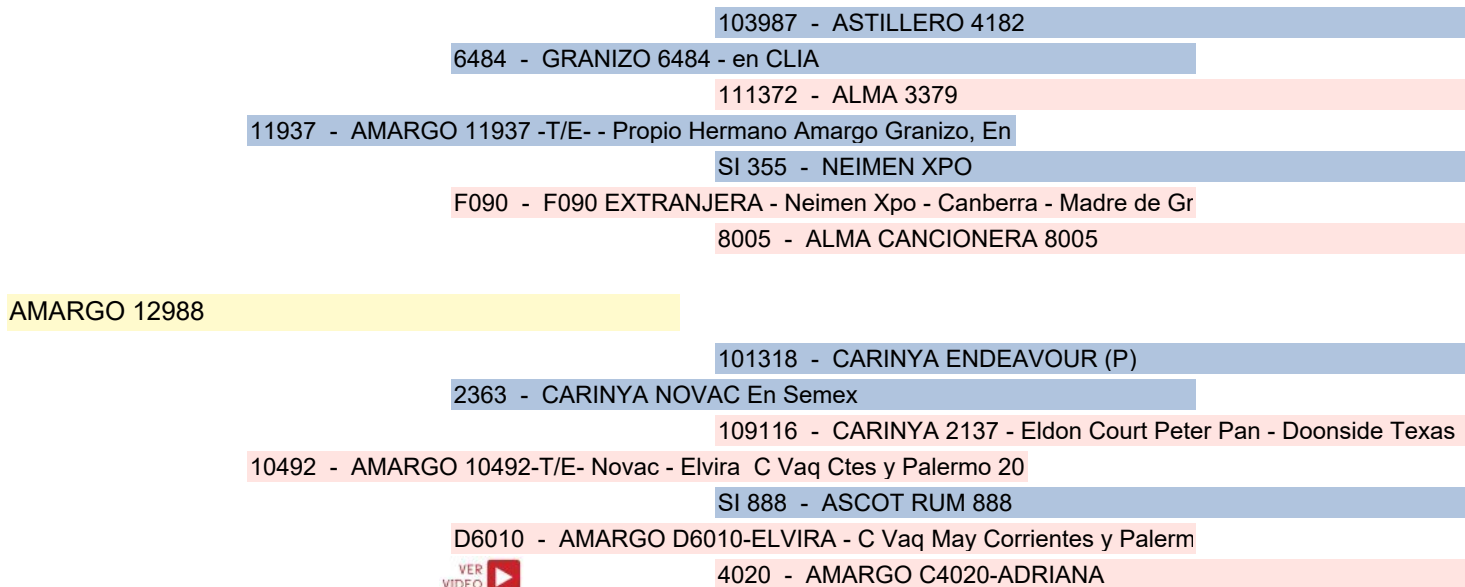 103987 - ASTILLERO 4182
6484 - GRANIZO 6484 - en CLIA
111372 - ALMA 3379
11937 - AMARGO 11937 -T/E- - Propio Hermano Amargo Granizo, En
SI 355 - NEIMEN XPO
F090 - F090 EXTRANJERA - Neimen Xpo - Canberra - Madre de Gr
8005 - ALMA CANCIONERA 8005
AMARGO 12988
101318 - CARINYA ENDEAVOUR (P)
2363 - CARINYA NOVAC En Semex
109116 - CARINYA 2137 - Eldon Court Peter Pan - Doonside Texas
10492 - AMARGO 10492-T/E- Novac - Elvira C Vaq Ctes y Palermo 20
SI 888 - ASCOT RUM 888
D6010 - AMARGO D6010-ELVIRA - C Vaq May Corrientes y Palerm
VER
VIDEO
4020 - AMARGO C4020-ADRIANA